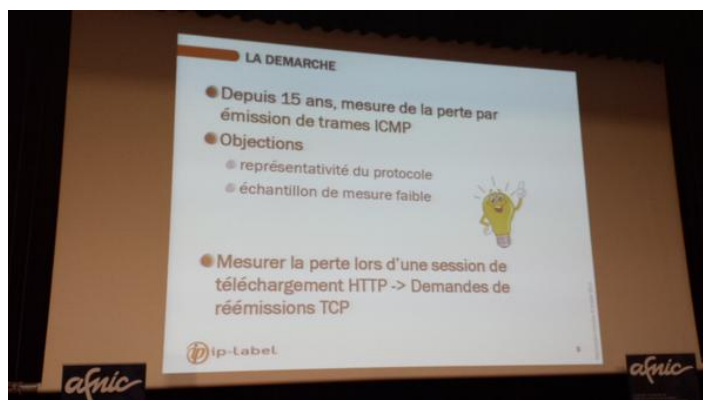 LA DEMARCHE
Depuis 15 ans, mesure de la perte par
émission de trames ICMP
Objections
représentativité du protocole
échantillon de mesure faible
Mesurer la perte lors d'une session de
téléchargement HTTP -> Demandes de
réémissions TCP
ip ip-label
afnic
afnic